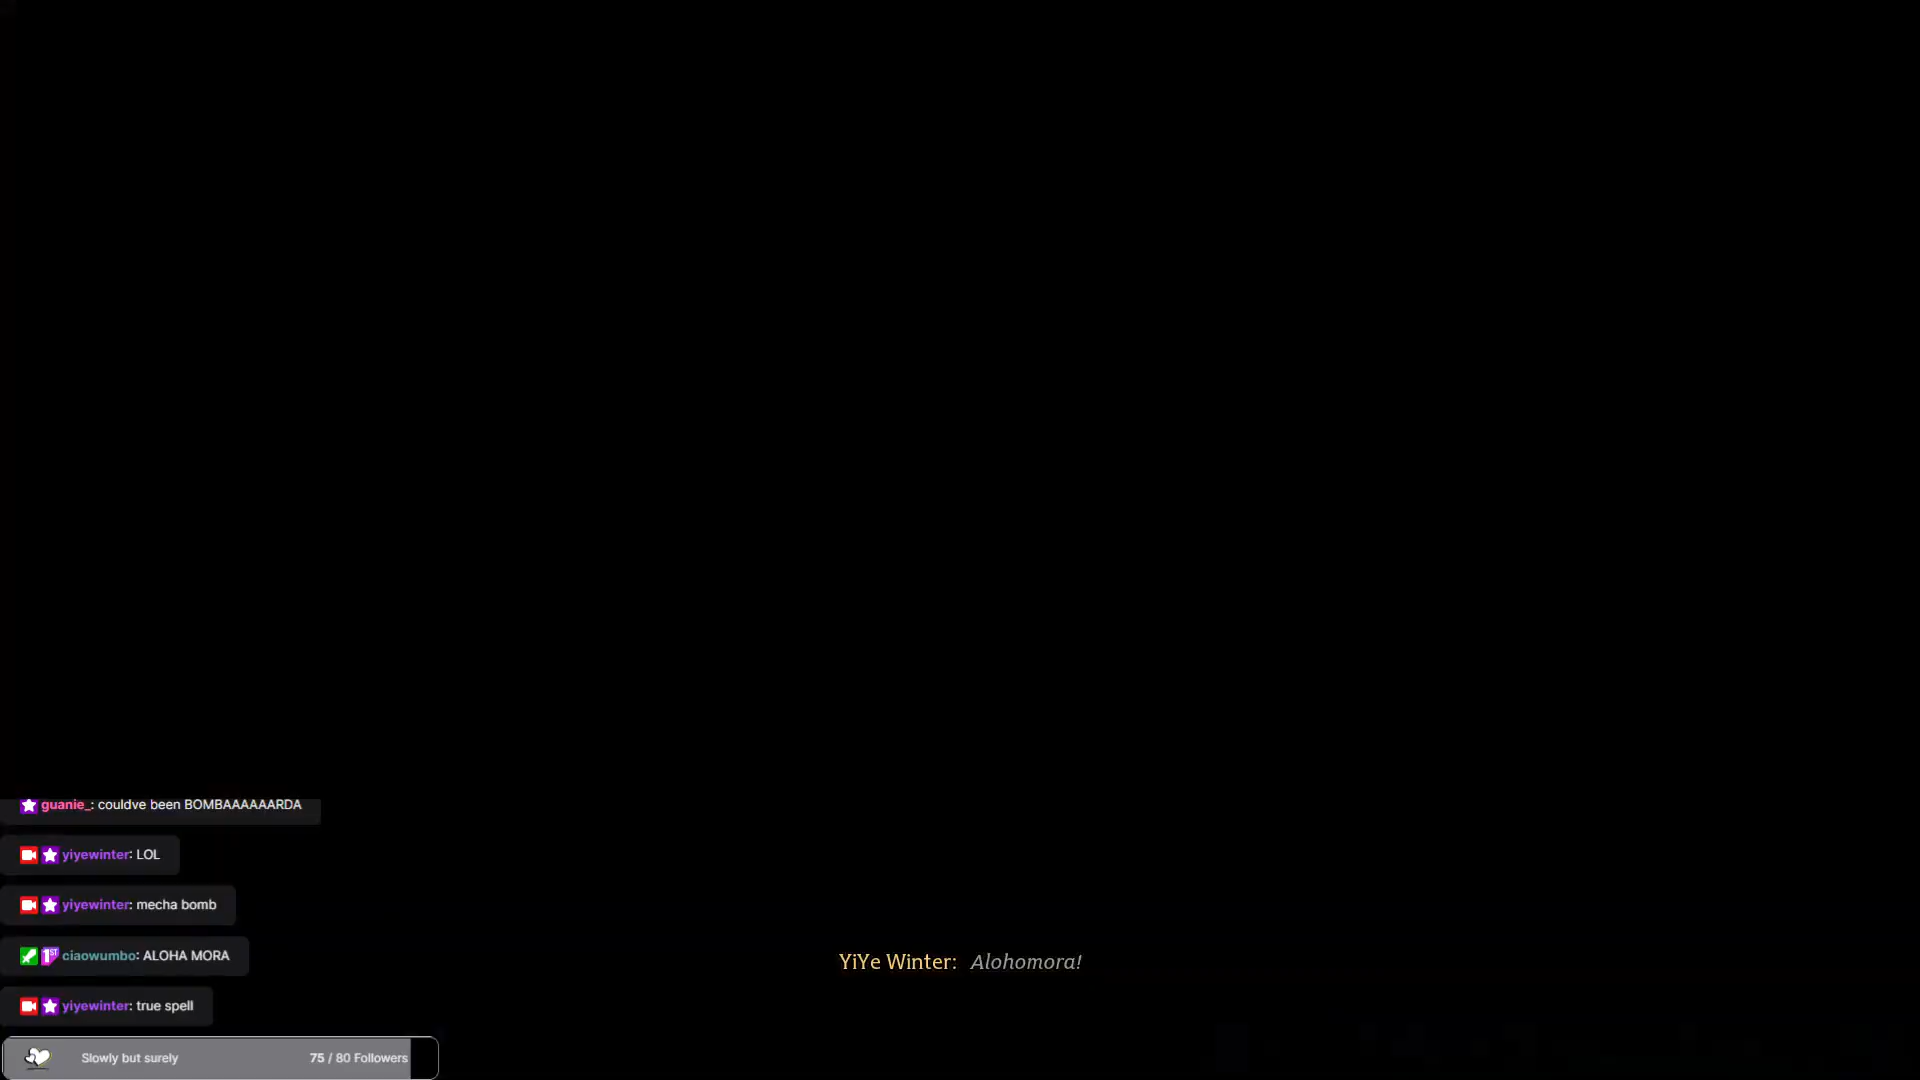 guanie_: couldve been BOMBAAAAAARDA
yiyewinter: LOL
yiyewinter: mecha bomb
1ST ciaowumbo: ALOHA MORA
YiYe Winter: Alohomora!
yiyewinter: true spell
Slowly but surely 75 / 80 Followers